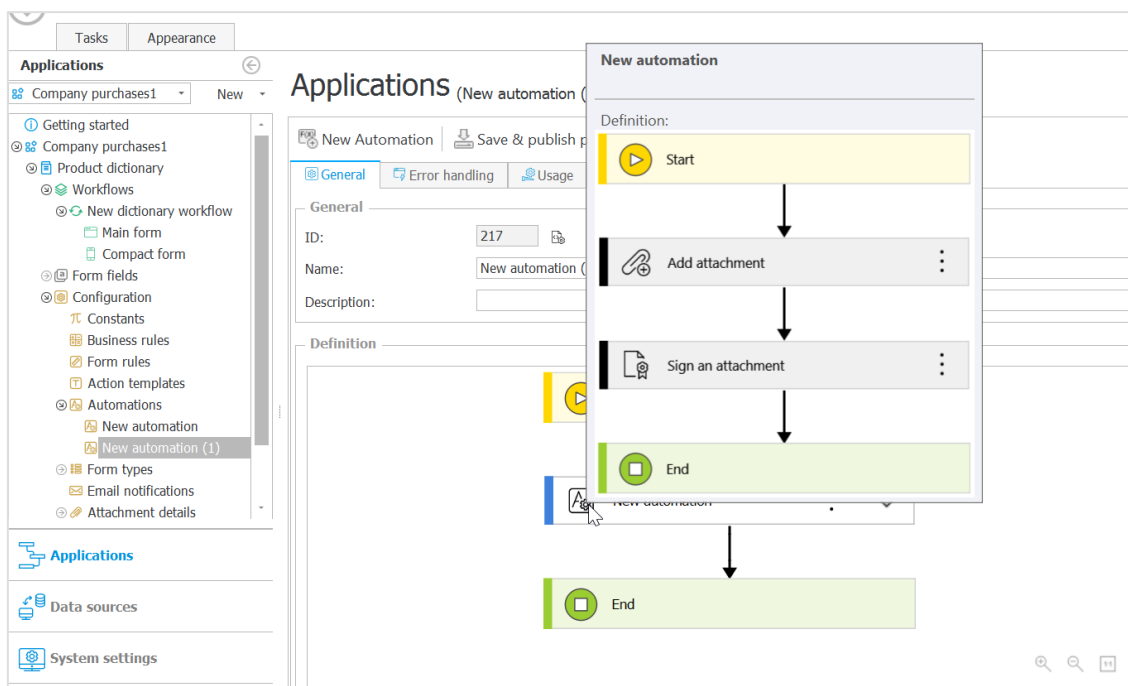 Tasks
Appearance
Applications
Company purchases1
New
Getting started
Company purchases1
Product dictionary
Workflows
New dictionary workflow
Main form
Compact form
Form fields
Configuration
Constants
Business rules
Form rules
Action templates
Automations
New automation
New automation (1)
Form types
Email notifications
Attachment details
Applications
Data sources
System settings
Applications (New automation (
New Automation
Save & publish p
General
Error handling
Usage
General
ID:
217
Name:
New automation (
Description:
Definition
New automation
End
New automation
Definition:
Start
Add attachment
Sign an attachment
End